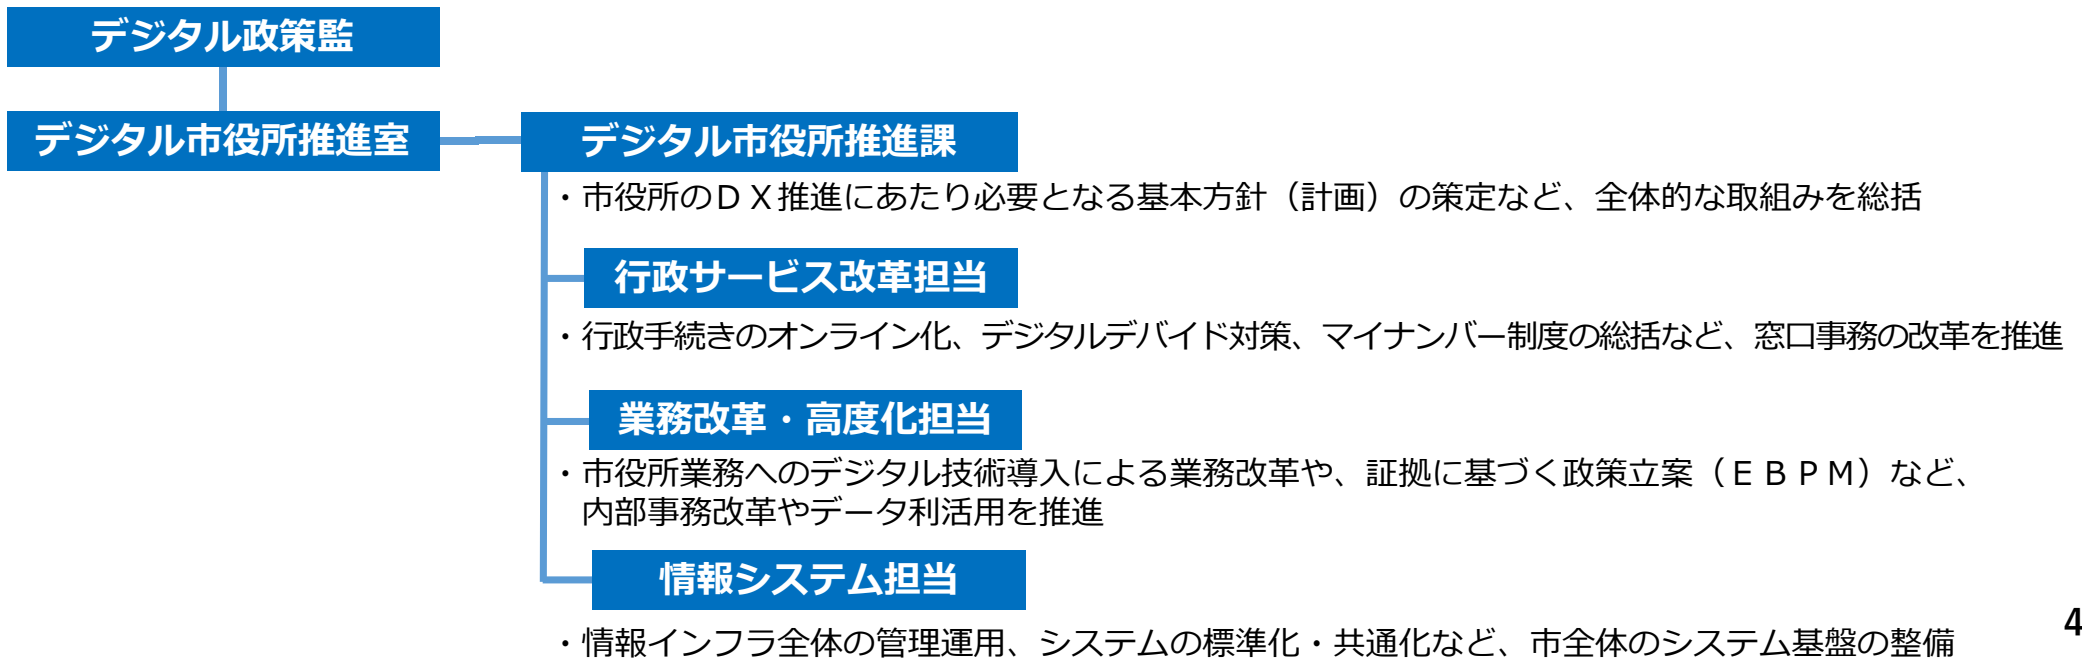 デジタル政策監
デジタル市役所推進室
デジタル市役所推進課
・市役所のＤＸ推進にあたり必要となる基本方針（計画）の策定など、全体的な取組みを総括
行政サービス改革担当
・行政手続きのオンライン化、デジタルデバイド対策、マイナンバー制度の総括など、窓口事務の改革を推進
業務改革・高度化担当
・市役所業務へのデジタル技術導入による業務改革や、証拠に基づく政策立案（ＥＢＰＭ）など、
内部事務改革やデータ利活用を推進
情報システム担当
・情報インフラ全体の管理運用、システムの標準化・共通化など、市全体のシステム基盤の整備
4